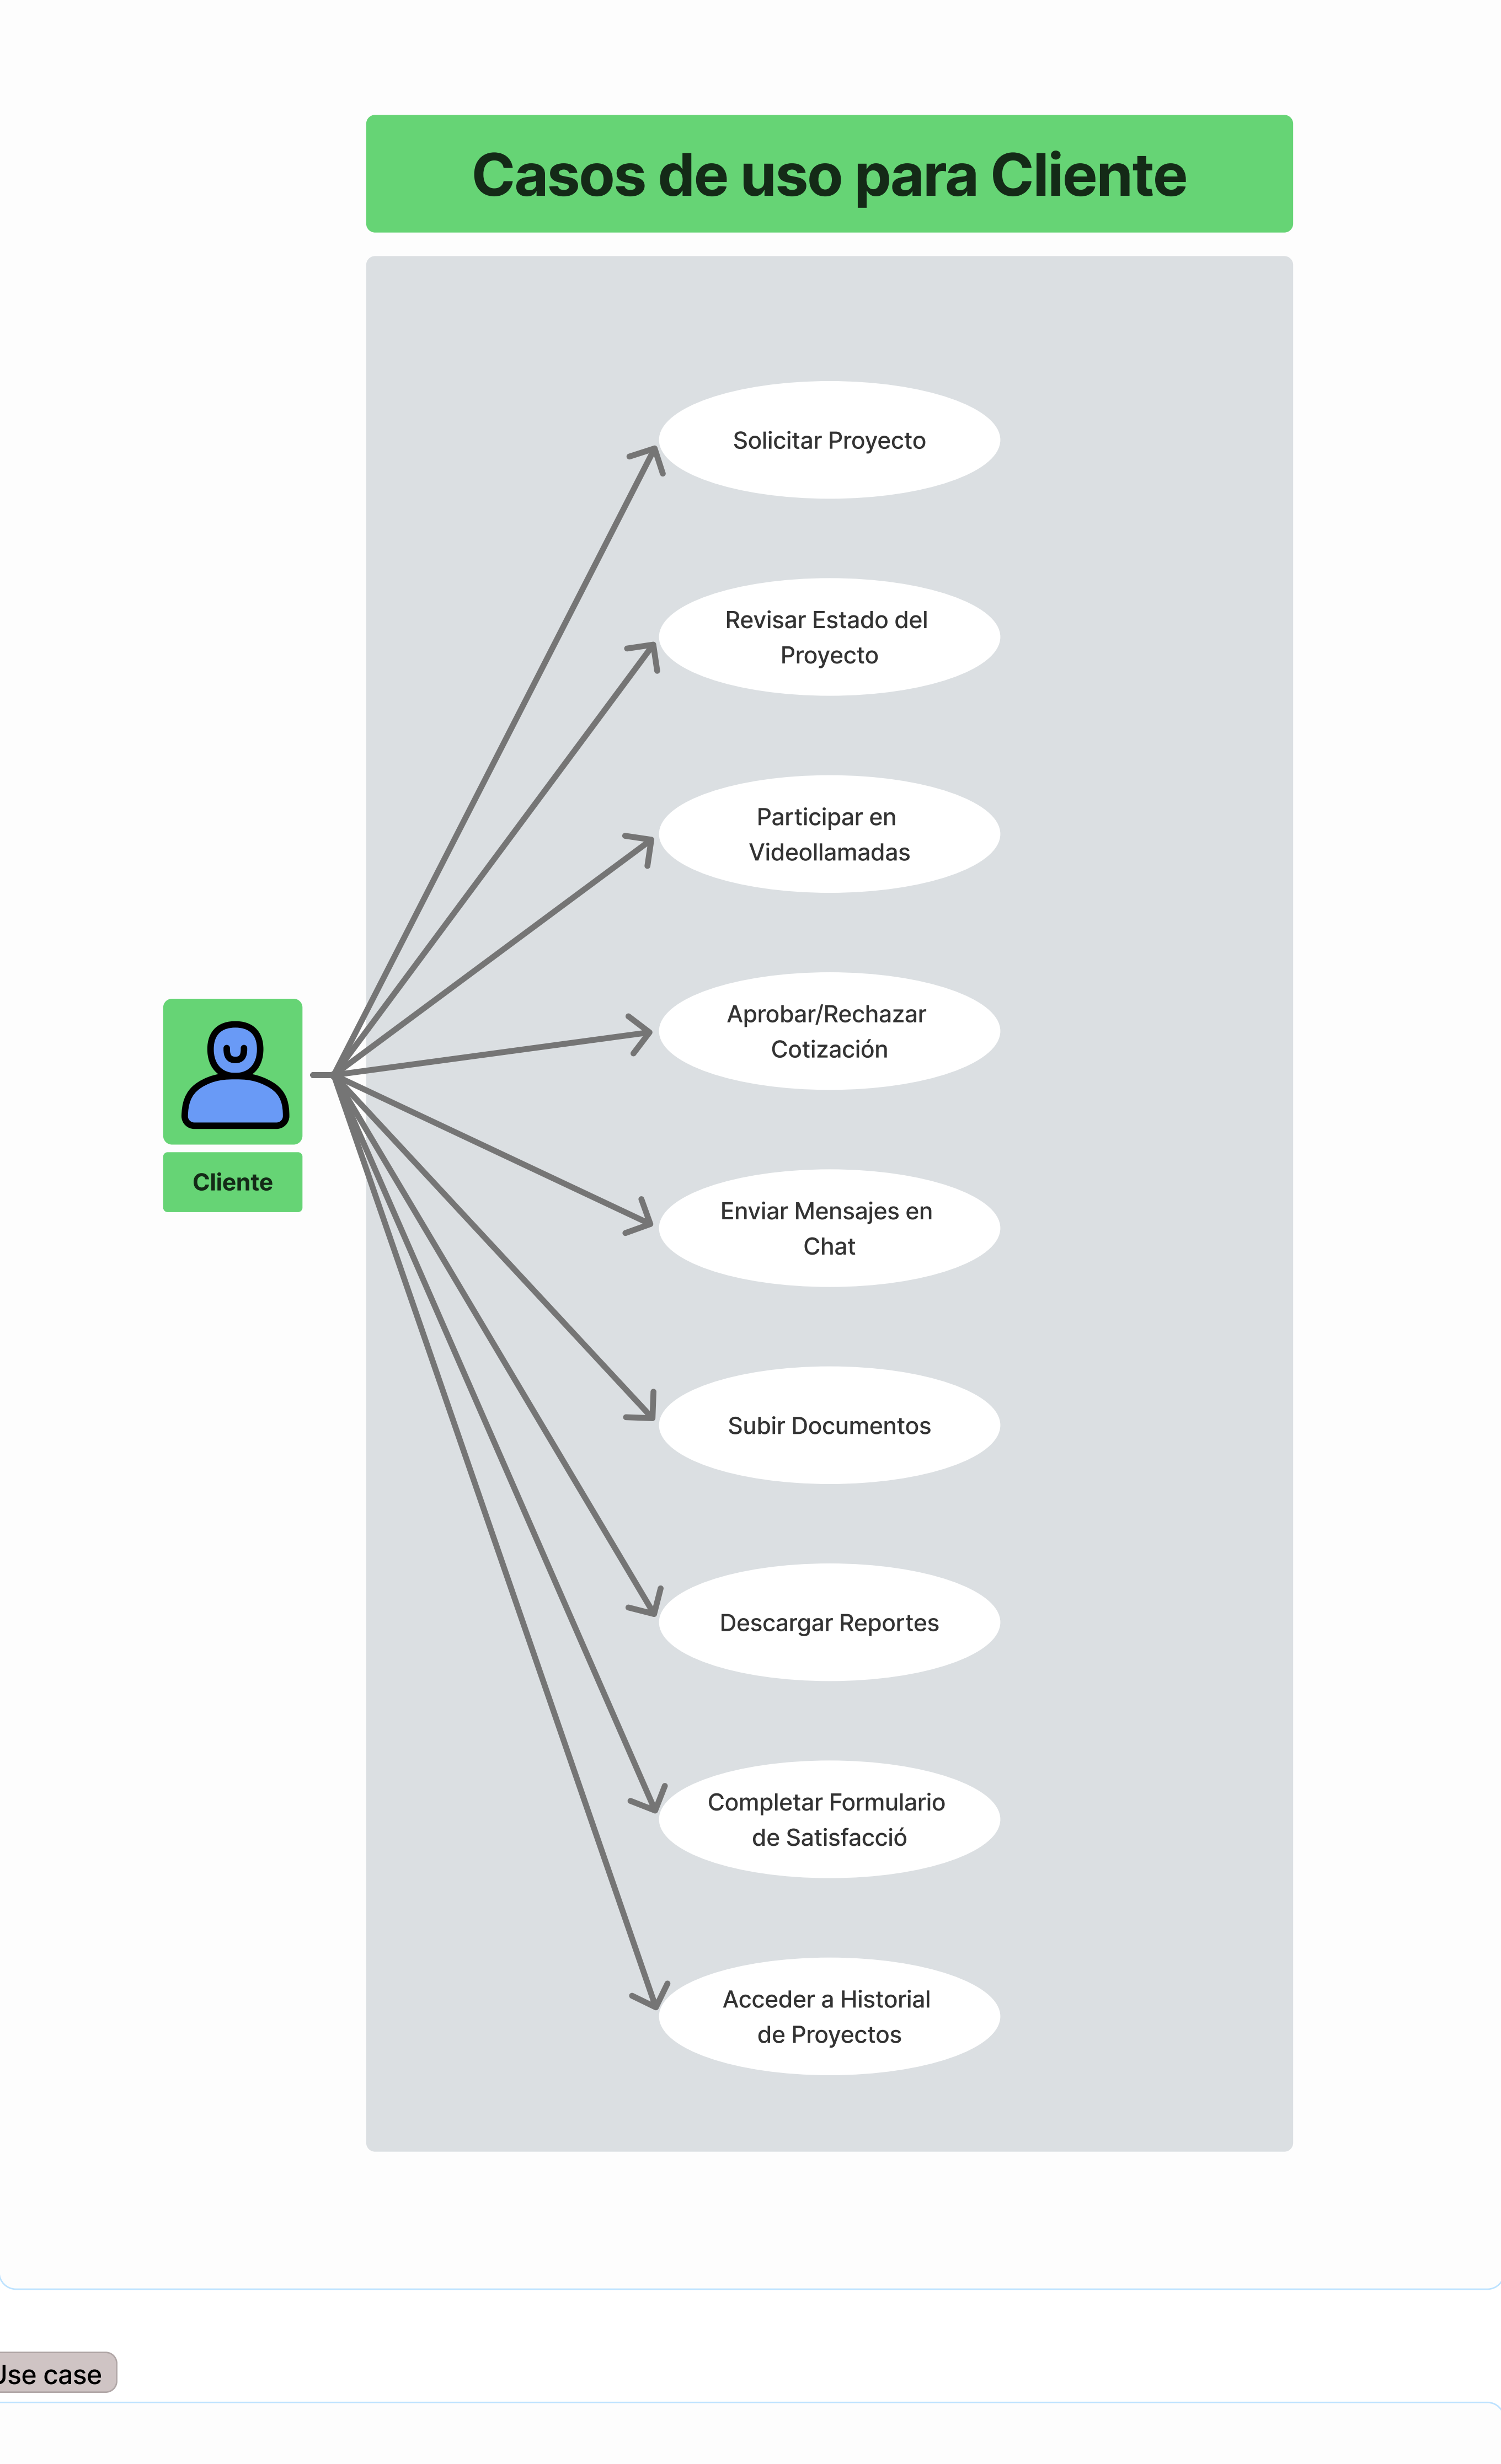 Casos de uso para Cliente
Solicitar Proyecto
Revisar Estado del
Proyecto
Participar en
Videollamadas
Aprobar/Rechazar
Cotización
Cliente
Enviar Mensajes en
Chat
Subir Documentos
Descargar Reportes
Completar Formulario
de Satisfacció
Acceder a Historial
de Proyectos
Use case